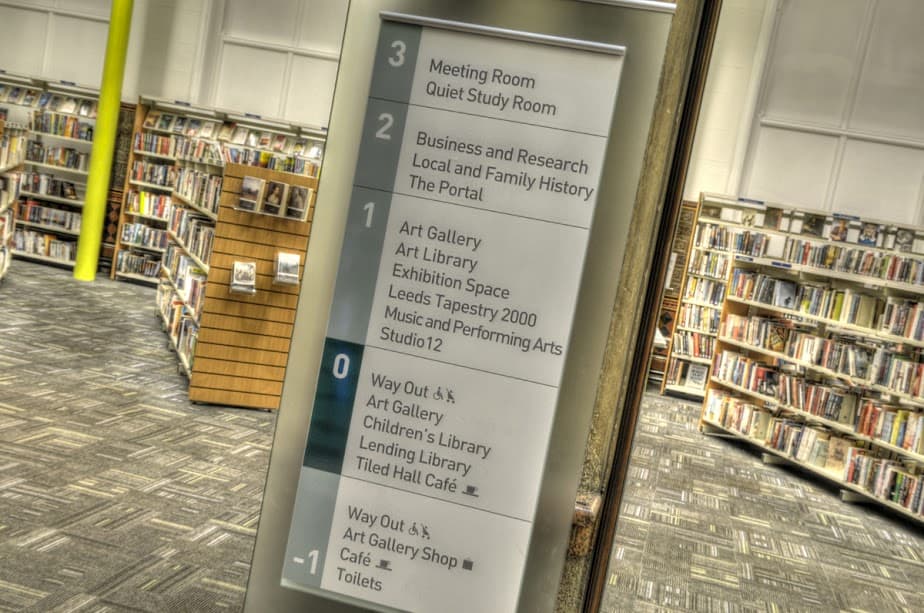 3
Meeting Room
Quiet Study Room
2
Business and Research
Local and Family History
The Portal
1
Art Gallery
Art Library
Exhibition Space
Leeds Tapestry 2000
Music and Performing Arts
Studio12
0
Way Out
Art Gallery
Children's Library
Lending Library
Tiled Hall Café
-1
Way Out
Art Gallery Shop
Café
Toilets